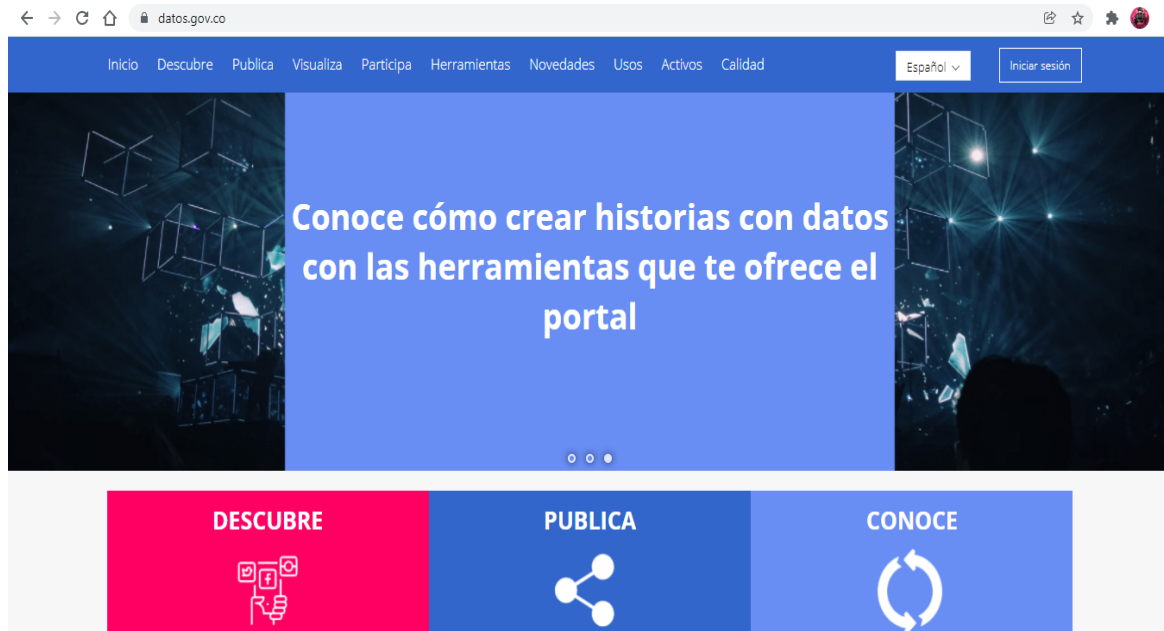 datos.gov.co
Inicio Descubre Publica Visualiza Participa Herramientas Novedades Usos Activos Calidad Español Iniciar sesión
Conoce cómo crear historias con datos
con las herramientas que te ofrece el
portal
DESCUBRE PUBLICA CONOCE